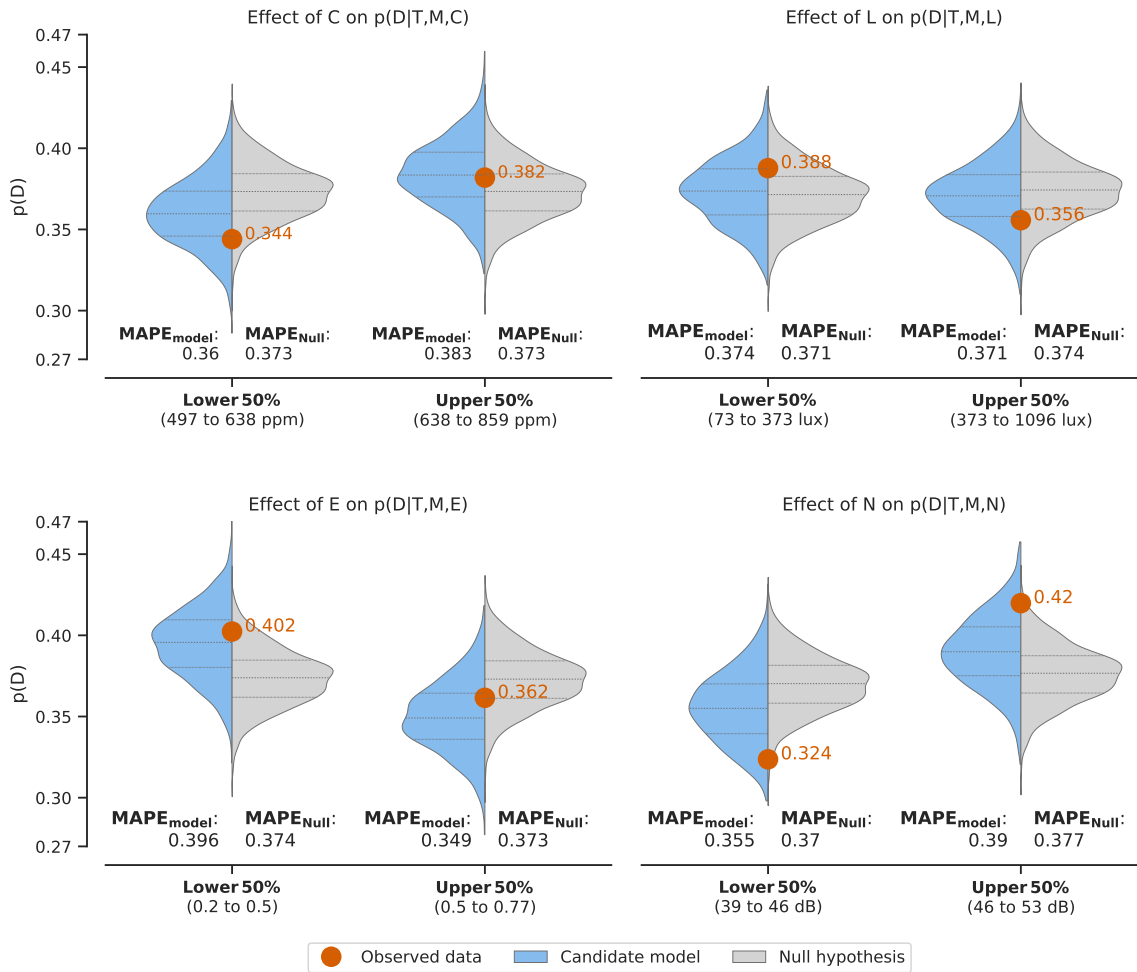 Effect of C on p(D|T,M,C)
Effect of L on p(D|T,M,L)
0.47
0.45
0.40
0.35
0.30
0.27
p(D)
0.344
0.382
0.388
0.356
MAPEmodel: MAPENull:
0.36 0.373
MAPEmodel: MAPENull:
0.383 0.373
MAPEmodel: MAPENull:
0.374 0.371
MAPEmodel: MAPENull:
0.371 0.374
Lower 50%
(497 to 638 ppm)
Upper 50%
(638 to 859 ppm)
Lower 50%
(73 to 373 lux)
Upper 50%
(373 to 1096 lux)
Effect of E on p(D|T,M,E)
Effect of N on p(D|T,M,N)
0.47
0.45
0.40
0.35
0.30
0.27
p(D)
0.402
0.362
0.324
0.42
MAPEmodel: MAPENull:
0.396 0.374
MAPEmodel: MAPENull:
0.349 0.373
MAPEmodel: MAPENull:
0.355 0.37
MAPEmodel: MAPENull:
0.39 0.377
Lower 50%
(0.2 to 0.5)
Upper 50%
(0.5 to 0.77)
Lower 50%
(39 to 46 dB)
Upper 50%
(46 to 53 dB)
Observed data Candidate model Null hypothesis